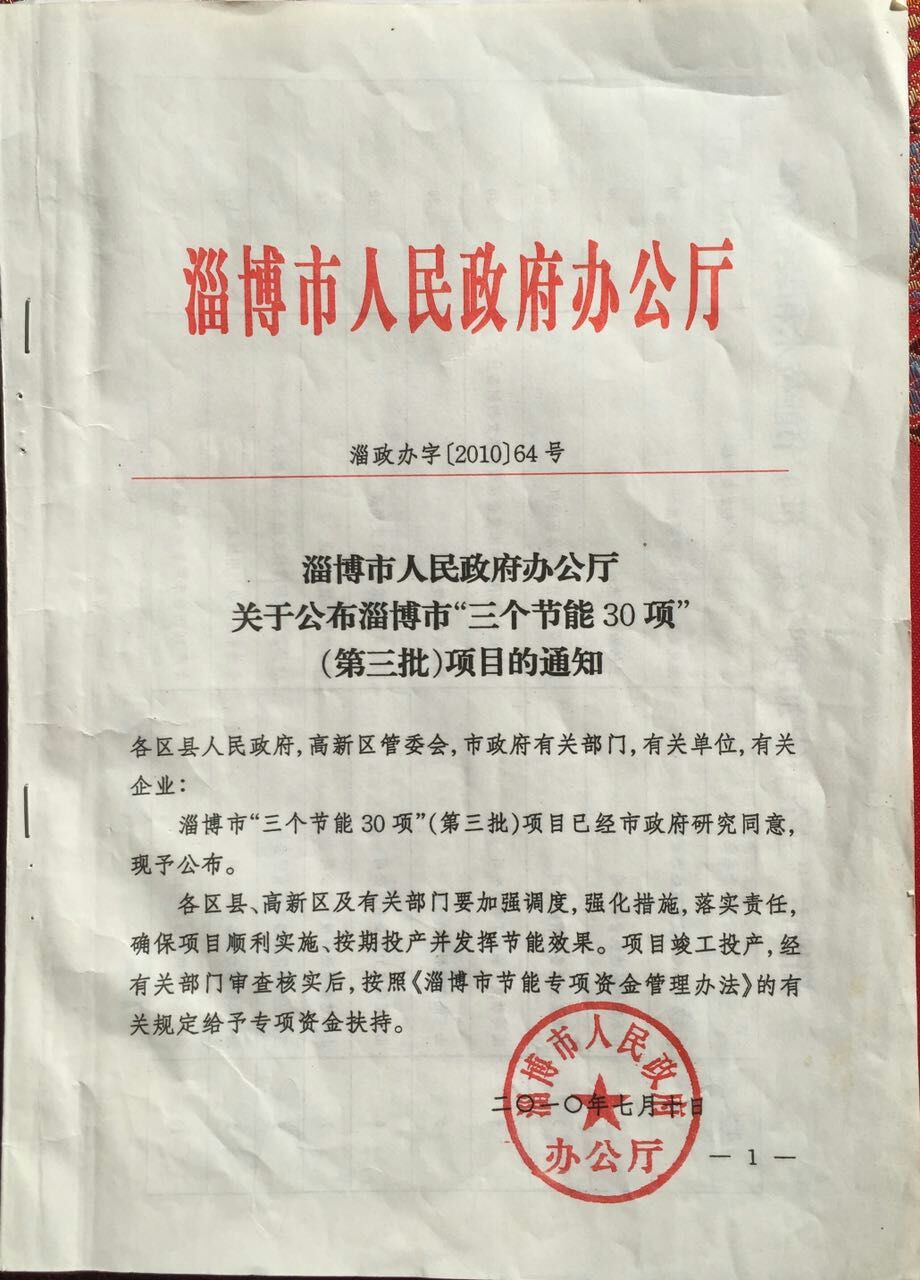 淄博市人民政府办公厅
淄政办字〔2010〕64号
淄博市人民政府办公厅
关于公布淄博市“三个节能30项”
(第三批)项目的通知
各区县人民政府,高新区管委会,市政府有关部门,有关单位,有关
企业:
淄博市“三个节能30项”(第三批)项目已经市政府研究同意,
现予公布。
各区县、高新区及有关部门要加强调度,强化措施,落实责任,
确保项目顺利实施、按期投产并发挥节能效果。项目竣工投产,经
有关部门审查核实后,按照《淄博市节能专项资金管理办法》的有
关规定给予专项资金扶持。
淄博市人民政府
二〇一〇年七月十日
办公厅
— 1 —